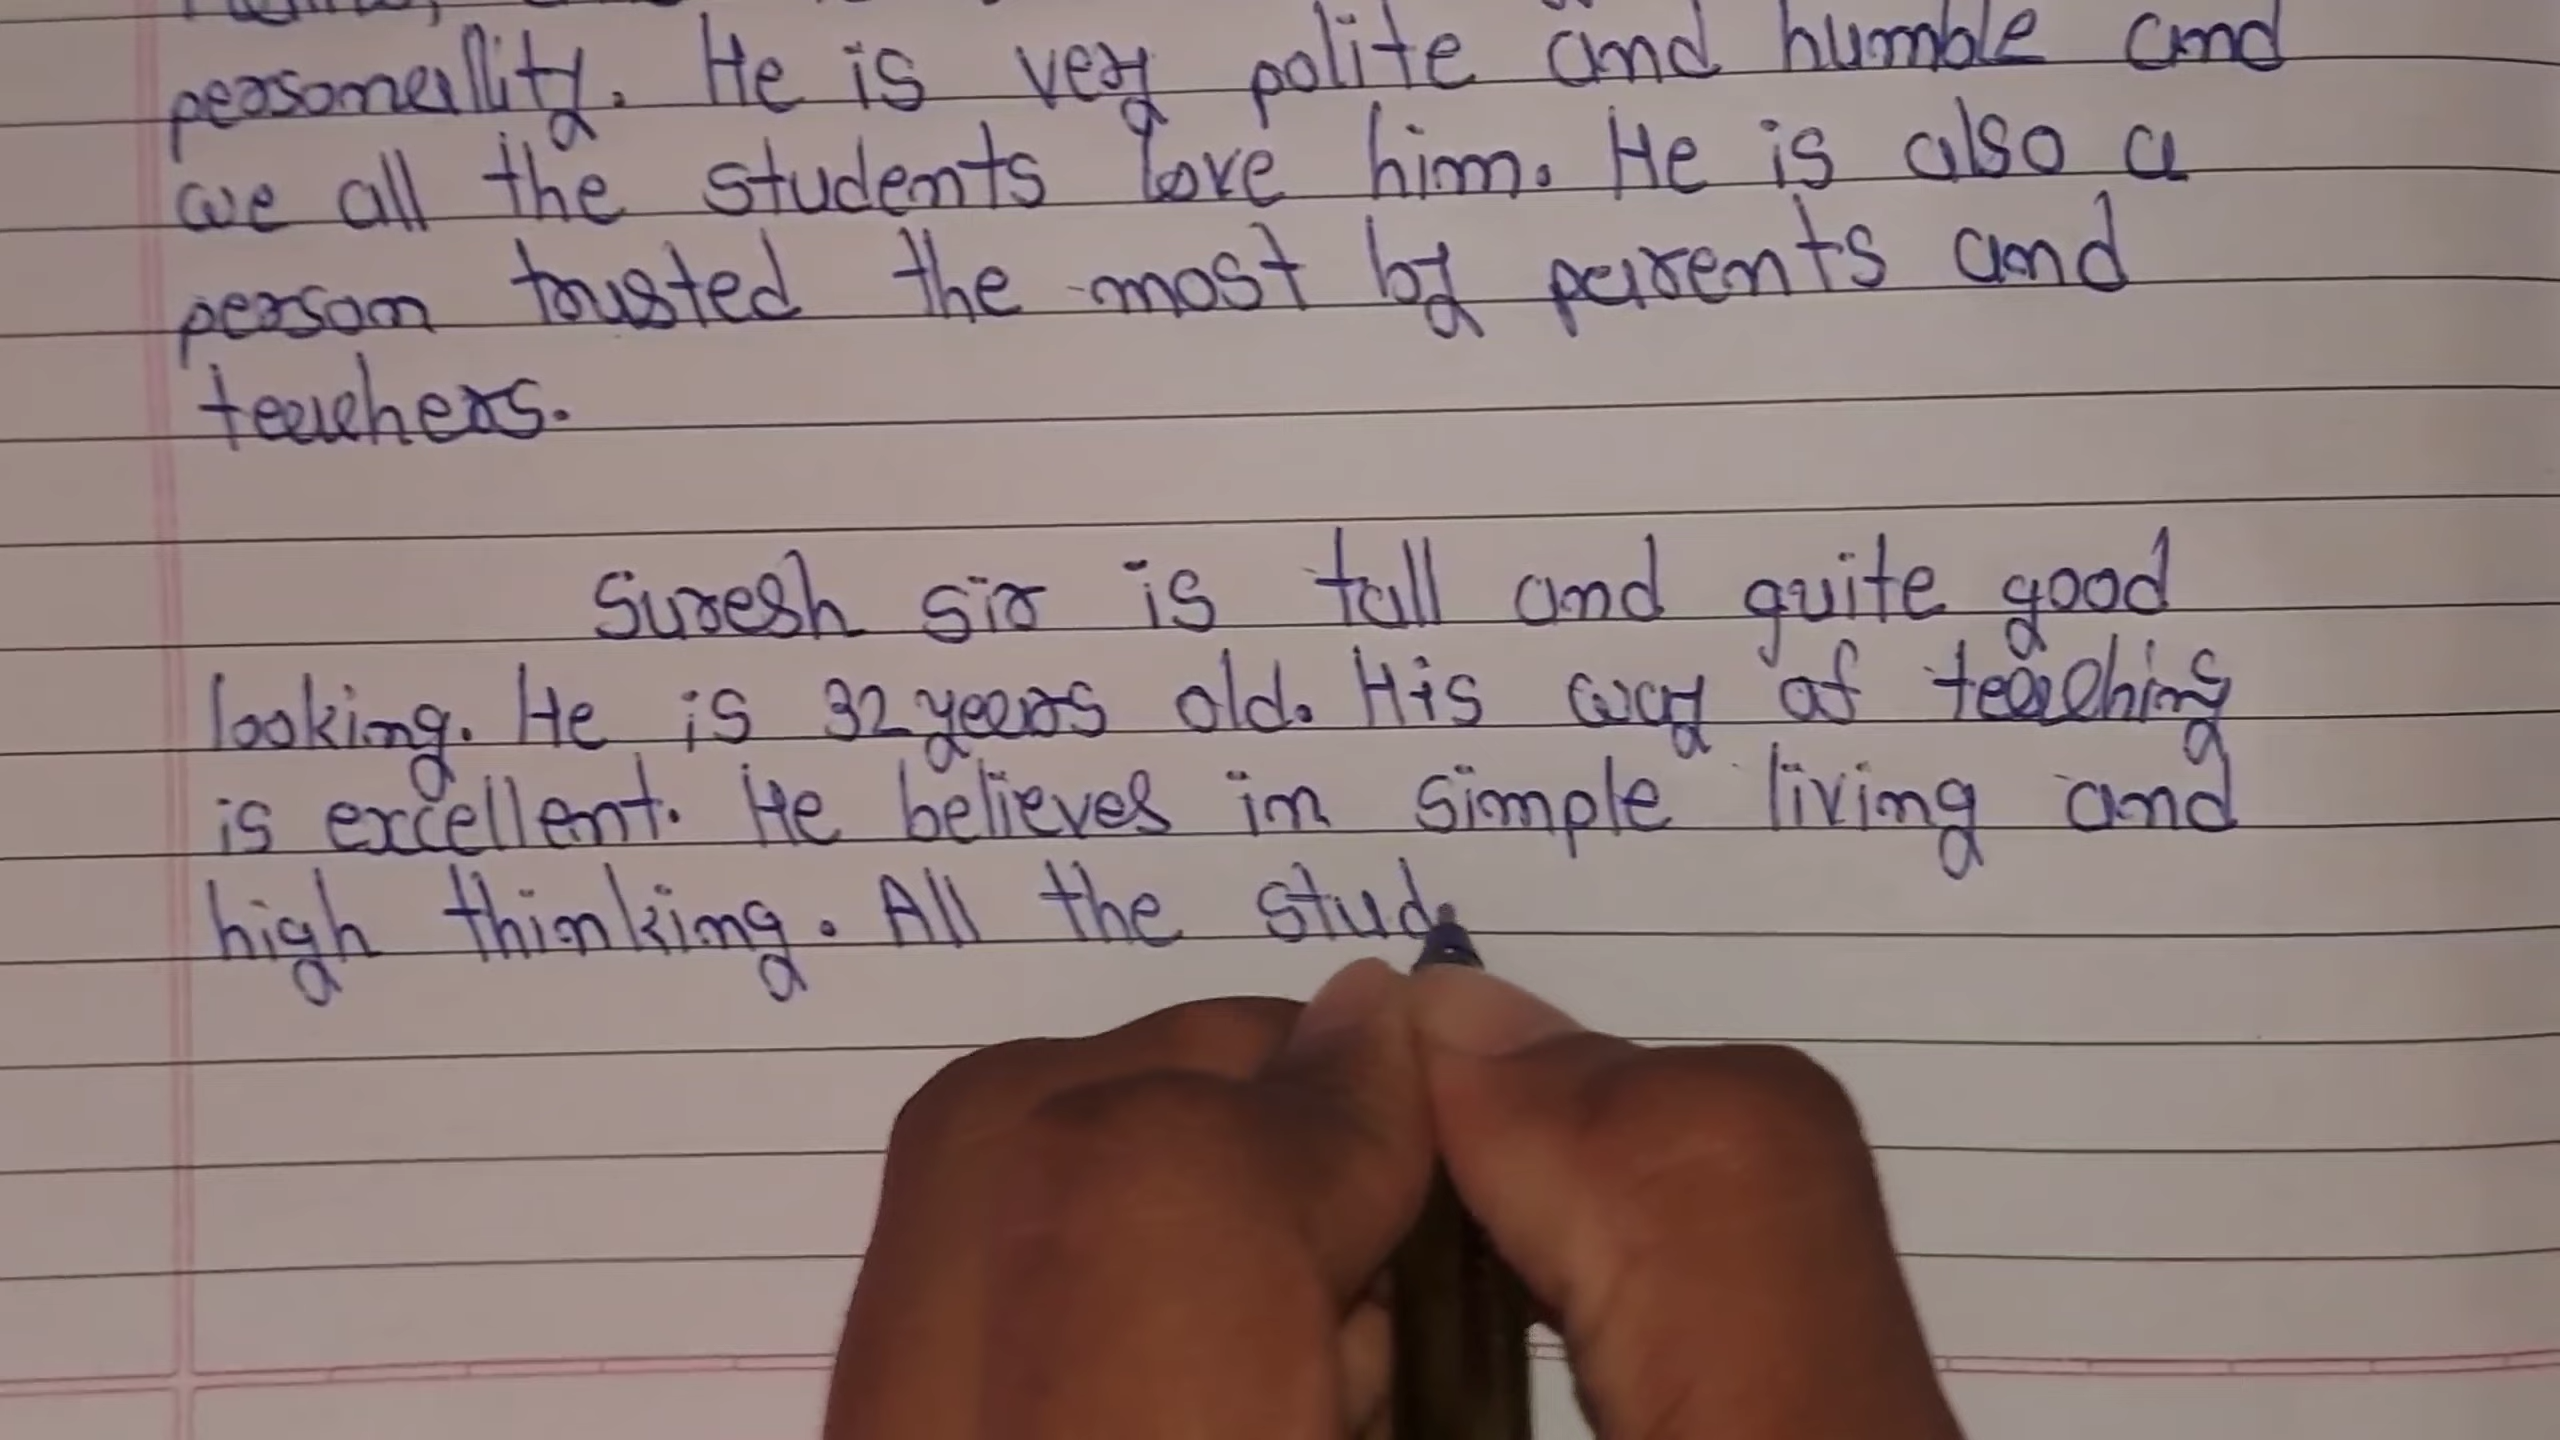 personallity. He is very polite and humble and
we all the students love him. He is also a
person trusted the most by parents and
teachers.
Suresh sir is tall and quite good
looking. He is 32 years old. His way of teaching
is excellent. He believes in simple living and
high thinking. All the stud